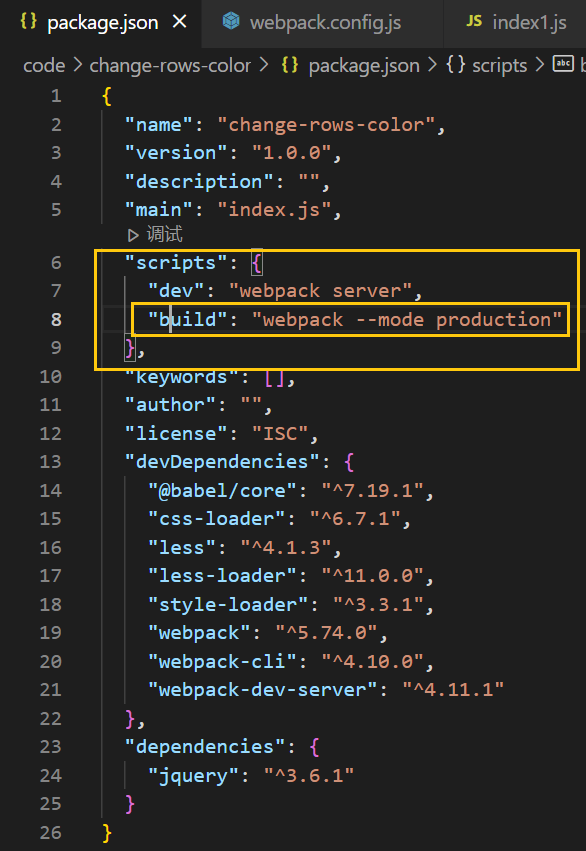 {} package.json × webpack.config.js JS index1.js
code > change-rows-color > {} package.json > {} scripts > abc b
1 {
2 "name": "change-rows-color",
3 "version": "1.0.0",
4 "description": "",
5 "main": "index.js",
调试
6 "scripts": {
7 "dev": "webpack server",
8 "build": "webpack --mode production"
9 },
10 "keywords": [],
11 "author": "",
12 "license": "ISC",
13 "devDependencies": {
14 "@babel/core": "^7.19.1",
15 "css-loader": "^6.7.1",
16 "less": "^4.1.3",
17 "less-loader": "^11.0.0",
18 "style-loader": "^3.3.1",
19 "webpack": "^5.74.0",
20 "webpack-cli": "^4.10.0",
21 "webpack-dev-server": "^4.11.1"
22 },
23 "dependencies": {
24 "jquery": "^3.6.1"
25 }
26 }